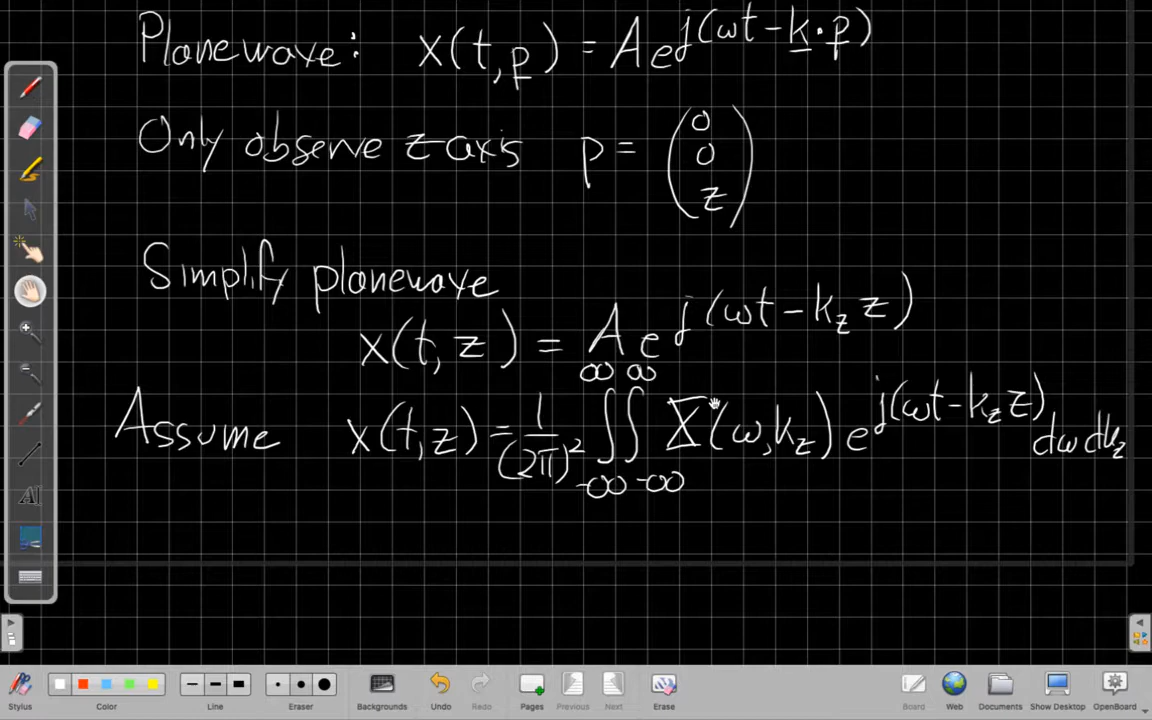 Planewave: x(t,p) = Ae^{j(ωt - k·p)}
Only observe z axis p = (0 0 z)
Simplify planewave
x(t,z) = Ae^{j(ωt - k_z z)}
Assume x(t,z) = 1/(2π)^2 ∫_{-∞}^{∞} ∫_{-∞}^{∞} X(ω,k_z) e^{j(ωt - k_z z)} dω dk_z
Stylus
Color
Line
Eraser
Backgrounds
Undo
Redo
Pages
Previous
Next
Erase
Board
Web
Documents
Show Desktop
OpenBoard